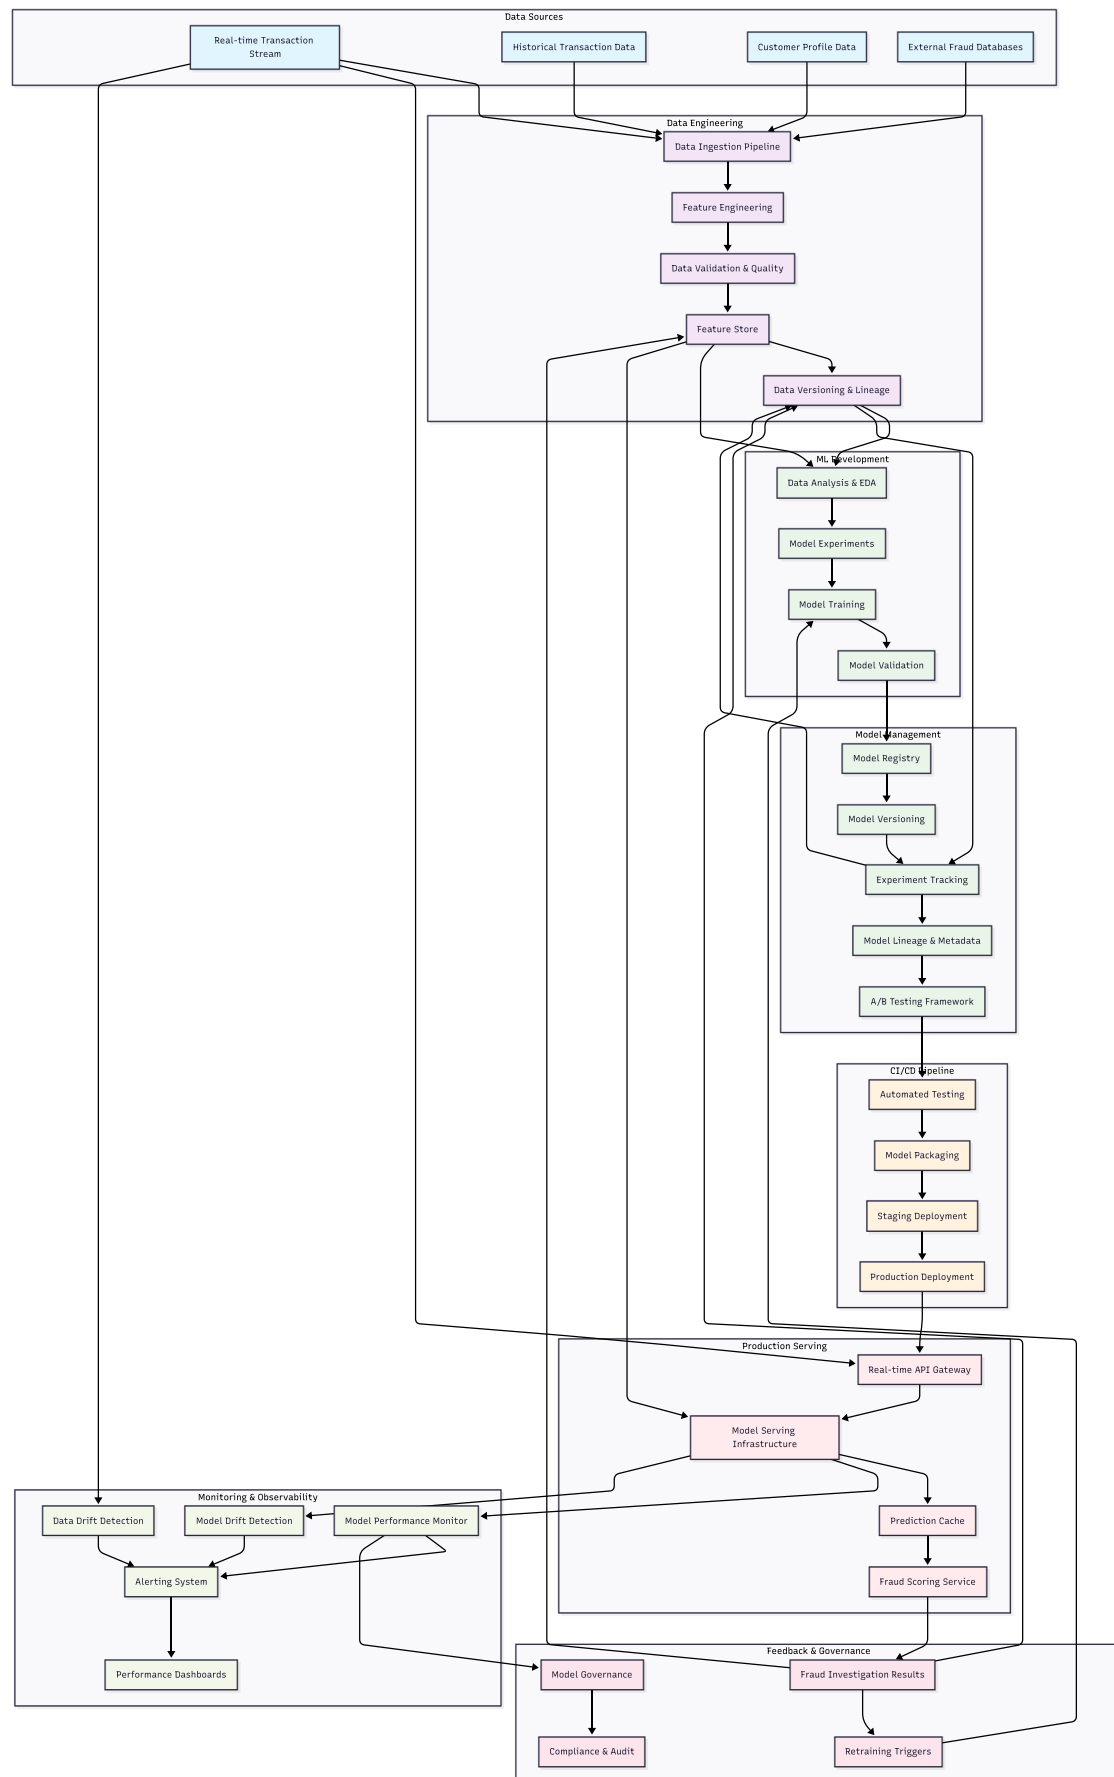 Data Sources
Real-time Transaction
Stream
Historical Transaction Data
Customer Profile Data
External Fraud Databases
Data Engineering
Data Ingestion Pipeline
Feature Engineering
Data Validation & Quality
Feature Store
Data Versioning & Lineage
ML Development
Data Analysis & EDA
Model Experiments
Model Training
Model Validation
Model Management
Model Registry
Model Versioning
Experiment Tracking
Model Lineage & Metadata
A/B Testing Framework
CI/CD Pipeline
Automated Testing
Model Packaging
Staging Deployment
Production Deployment
Production Serving
Real-time API Gateway
Model Serving
Infrastructure
Prediction Cache
Fraud Scoring Service
Monitoring & Observability
Data Drift Detection
Model Drift Detection
Model Performance Monitor
Alerting System
Performance Dashboards
Feedback & Governance
Model Governance
Fraud Investigation Results
Compliance & Audit
Retraining Triggers